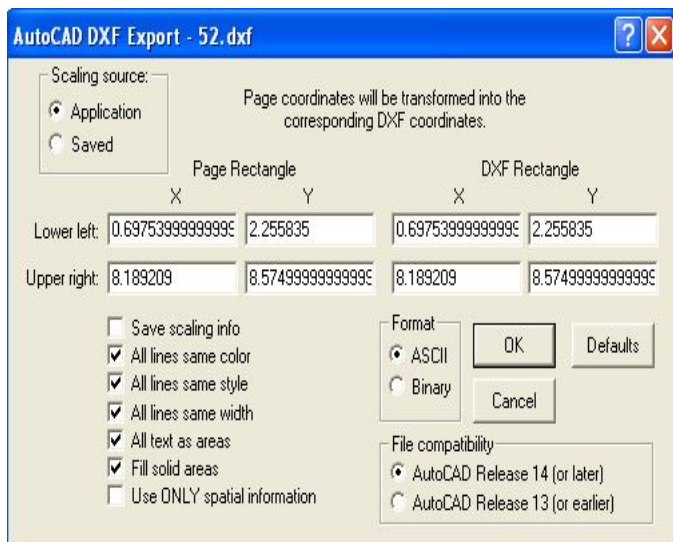 AutoCAD DXF Export - 52.dxf
Scaling source:
Application
Saved
Page coordinates will be transformed into the
corresponding DXF coordinates.
Page Rectangle
DXF Rectangle
X Y X Y
Lower left: 0.6975399999999 2.255835 0.6975399999999 2.255835
Upper right: 8.189209 8.5749999999999 8.189209 8.5749999999999
Save scaling info
All lines same color
All lines same style
All lines same width
All text as areas
Fill solid areas
Use ONLY spatial information
Format
ASCII
Binary
OK
Defaults
Cancel
File compatibility
AutoCAD Release 14 (or later)
AutoCAD Release 13 (or earlier)